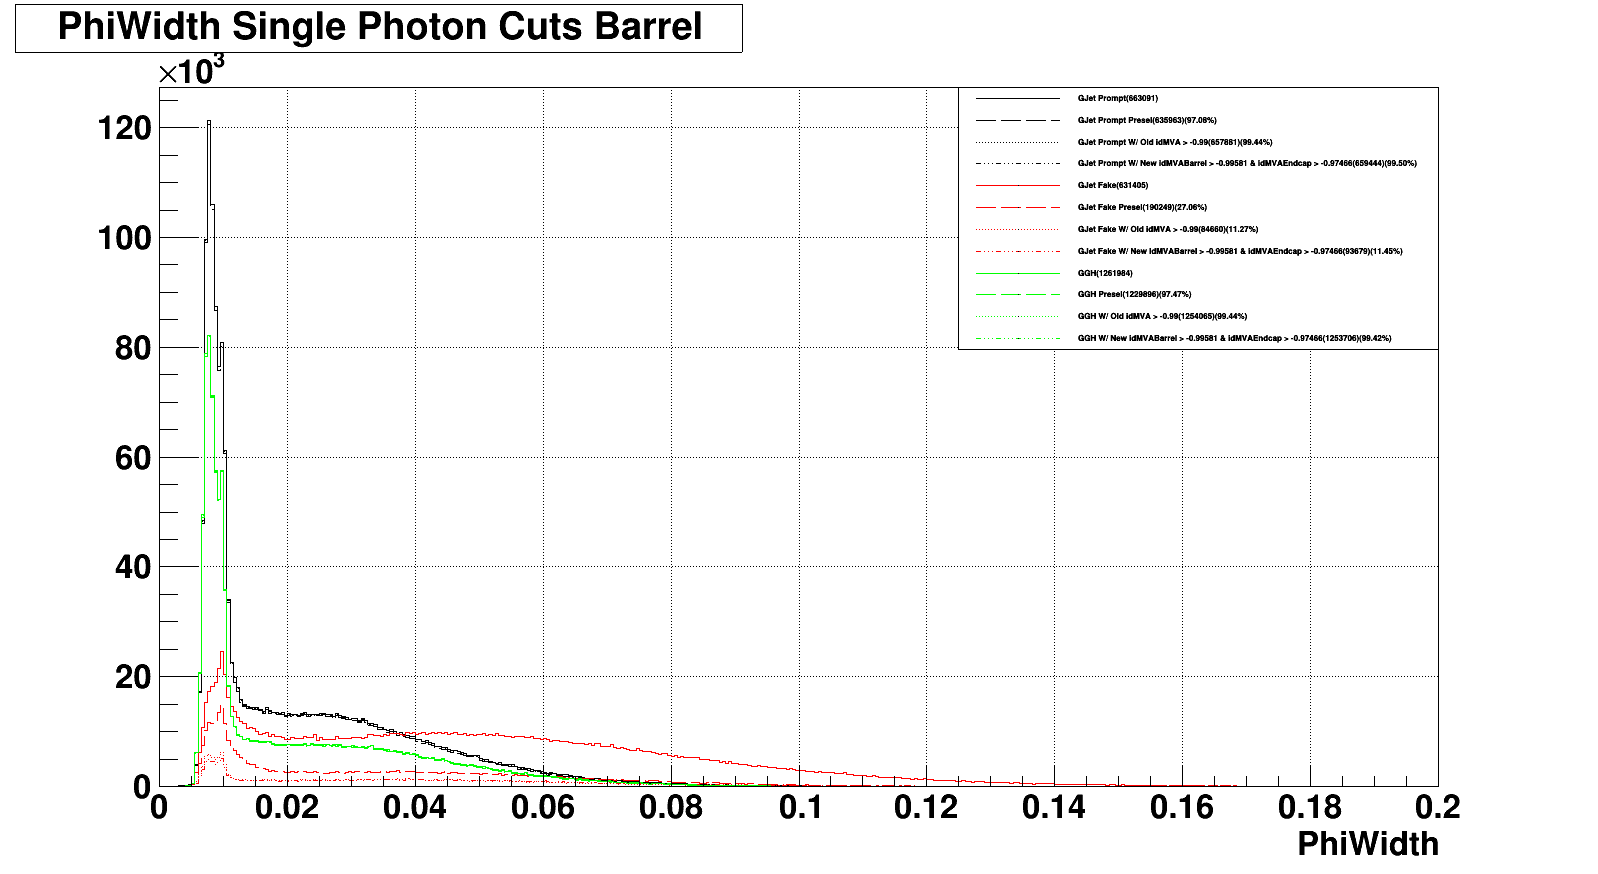 PhiWidth Single Photon Cuts Barrel
×10³
120
100
80
60
40
20
0
0 0.02 0.04 0.06 0.08 0.1 0.12 0.14 0.16 0.18 0.2
PhiWidth
GJet Prompt(663091)
GJet Prompt Presel(635963)(97.08%)
GJet Prompt W/ Old idMVA > -0.99(657881)(99.44%)
GJet Prompt W/ New idMVABarrel > -0.99581 & idMVAEndcap > -0.97466(659444)(99.50%)
GJet Fake(631405)
GJet Fake Presel(190249)(27.06%)
GJet Fake W/ Old idMVA > -0.99(84660)(11.27%)
GJet Fake W/ New idMVABarrel > -0.99581 & idMVAEndcap > -0.97466(93679)(11.45%)
GGH(1261984)
GGH Presel(1229896)(97.47%)
GGH W/ Old idMVA > -0.99(1254065)(99.44%)
GGH W/ New idMVABarrel > -0.99581 & idMVAEndcap > -0.97466(1253706)(99.42%)